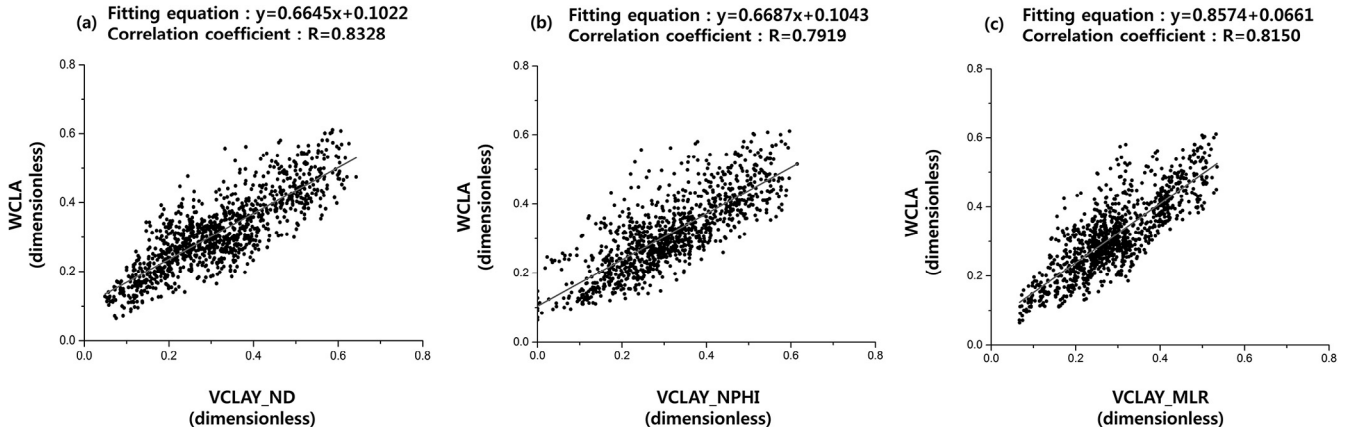 (a)
Fitting equation : y=0.6645x+0.1022
Correlation coefficient : R=0.8328
WCLA
(dimensionless)
0.8
0.6
0.4
0.2
0.0
0.0 0.2 0.4 0.6 0.8
VCLAY_ND
(dimensionless)
(b)
Fitting equation : y=0.6687x+0.1043
Correlation coefficient : R=0.7919
WCLA
(dimensionless)
0.8
0.6
0.4
0.2
0.0
0.0 0.2 0.4 0.6 0.8
VCLAY_NPHI
(dimensionless)
(c)
Fitting equation : y=0.8574+0.0661
Correlation coefficient : R=0.8150
WCLA
(dimensionless)
0.8
0.6
0.4
0.2
0.0
0.0 0.2 0.4 0.6 0.8
VCLAY_MLR
(dimensionless)